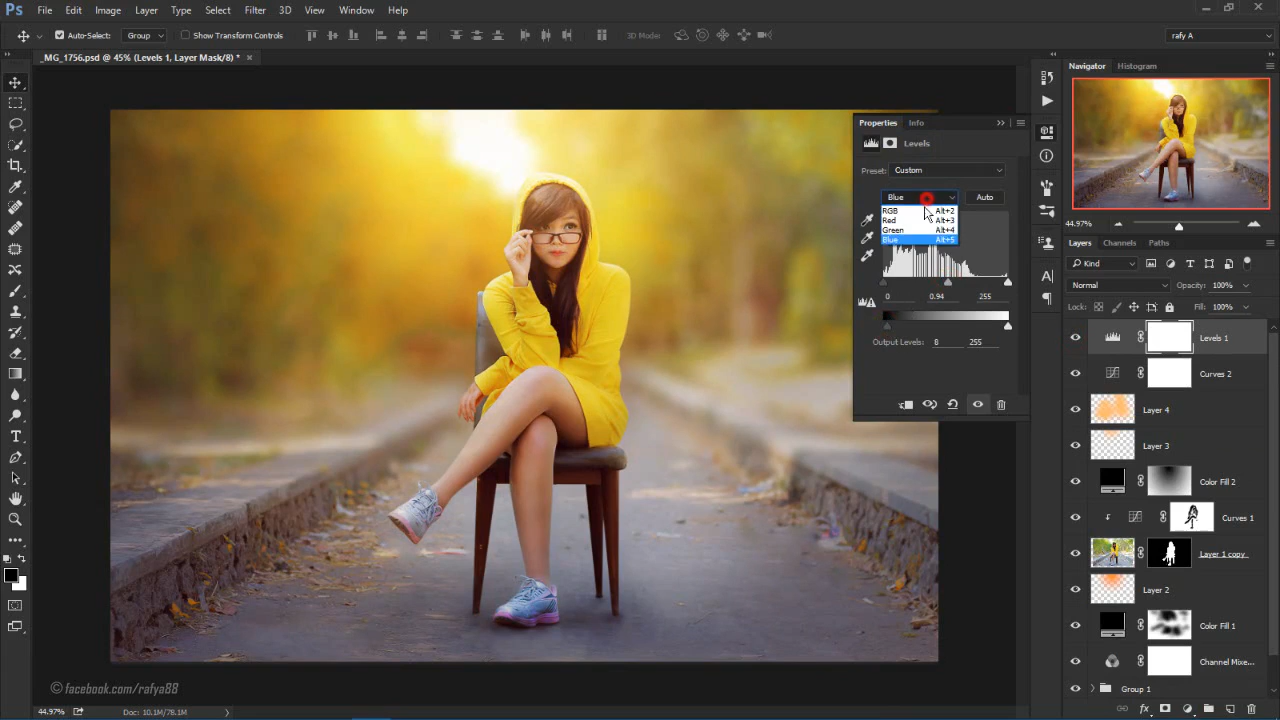 Ps File Edit Image Layer Type Select Filter 3D View Window Help
Auto-Select: Group Show Transform Controls 3D Mode: rafy A
_MG_1756.psd @ 45% (Levels 1, Layer Mask/8) *
Properties Info
Levels
Preset: Custom
Blue Auto
RGB Alt+2
Red Alt+3
Green Alt+4
Blue Alt+5
0 0.94 255
Output Levels: 8 255
Navigator Histogram
44.97%
Layers Channels Paths
Kind
Normal Opacity: 100%
Lock: Fill: 100%
Levels 1
Curves 2
Layer 4
Layer 3
Color Fill 2
Curves 1
Layer 1 copy
Layer 2
Color Fill 1
Channel Mixe...
Group 1
fx
© facebook.com/rafya88
44.97% Doc: 10.1M/78.1M